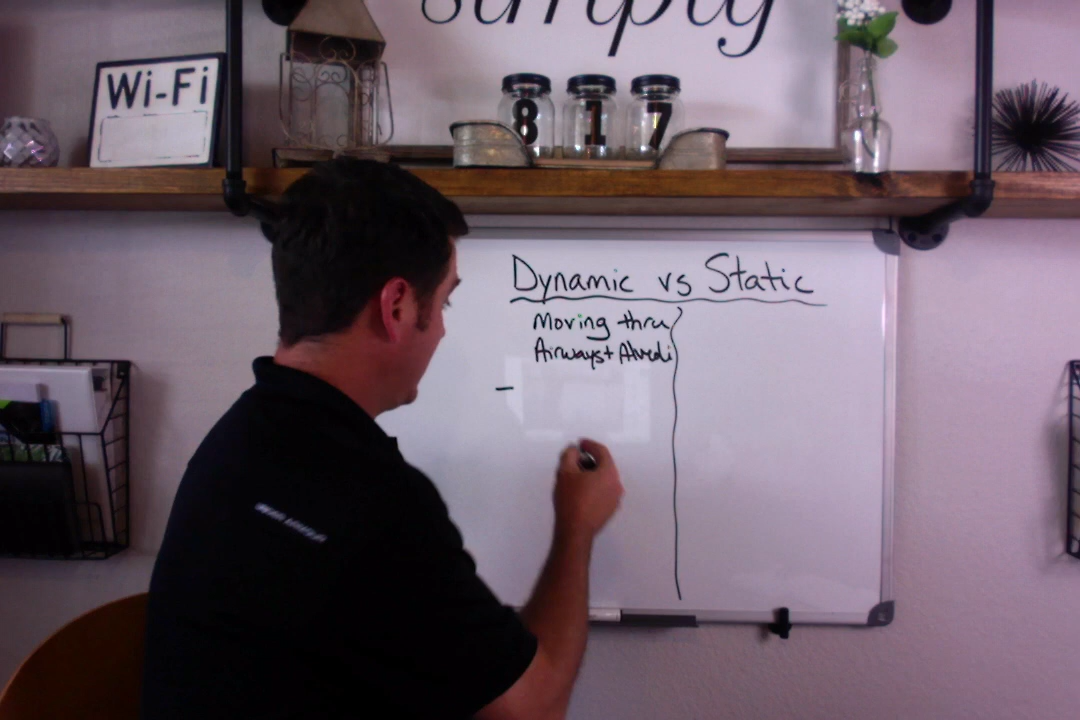 simply
Wi-Fi
8 1 7
Dynamic vs Static
Moving thru
Airways + Alveoli
-